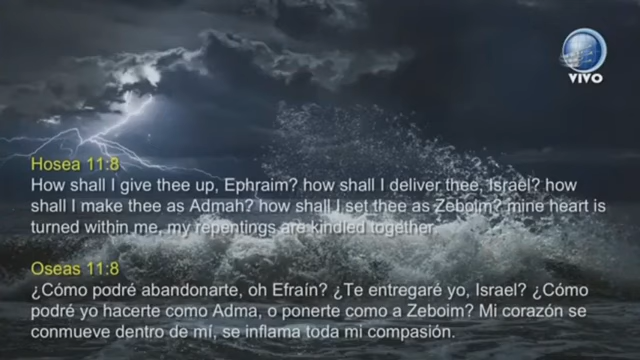 VIVO
Hosea 11:8
How shall I give thee up, Ephraim? how shall I deliver thee, Israel? how
shall I make thee as Admah? how shall I set thee as Zeboim? mine heart is
turned within me, my repentings are kindled together.
Oseas 11:8
¿Cómo podré abandonarte, oh Efraín? ¿Te entregaré yo, Israel? ¿Cómo
podré yo hacerte como Adma, o ponerte como a Zeboim? Mi corazón se
conmueve dentro de mí, se inflama toda mi compasión.